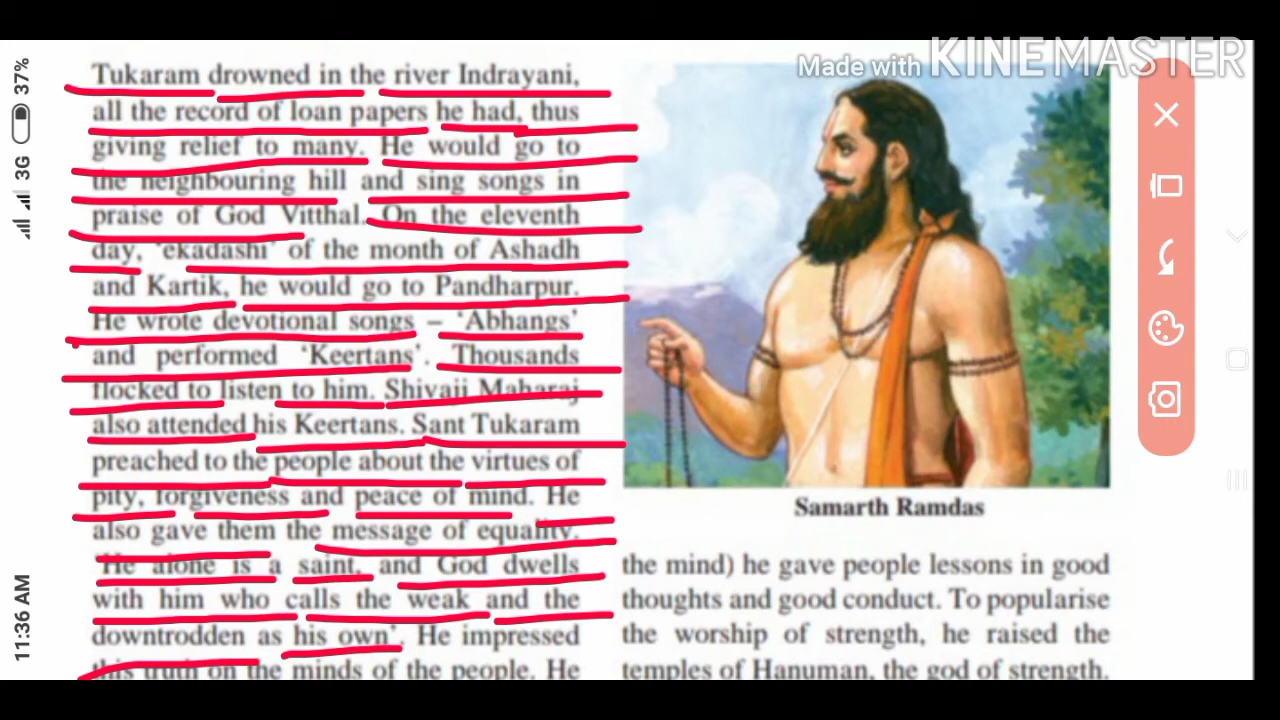 Made with KINEMASTER
37%
3G
11:36 AM
Tukaram drowned in the river Indrayani,
all the record of loan papers he had, thus
giving relief to many. He would go to
the neighbouring hill and sing songs in
praise of God Vitthal. On the eleventh
day, 'ekadashi' of the month of Ashadh
and Kartik, he would go to Pandharpur.
He wrote devotional songs – 'Abhangs'
and performed 'Keertans'. Thousands
flocked to listen to him. Shivaji Maharaj
also attended his Keertans. Sant Tukaram
preached to the people about the virtues of
pity, forgiveness and peace of mind. He
also gave them the message of equality.
'He alone is a saint, and God dwells
with him who calls the weak and the
downtrodden as his own'. He impressed
this truth on the minds of the people. He
Samarth Ramdas
the mind) he gave people lessons in good
thoughts and good conduct. To popularise
the worship of strength, he raised the
temples of Hanuman, the god of strength.